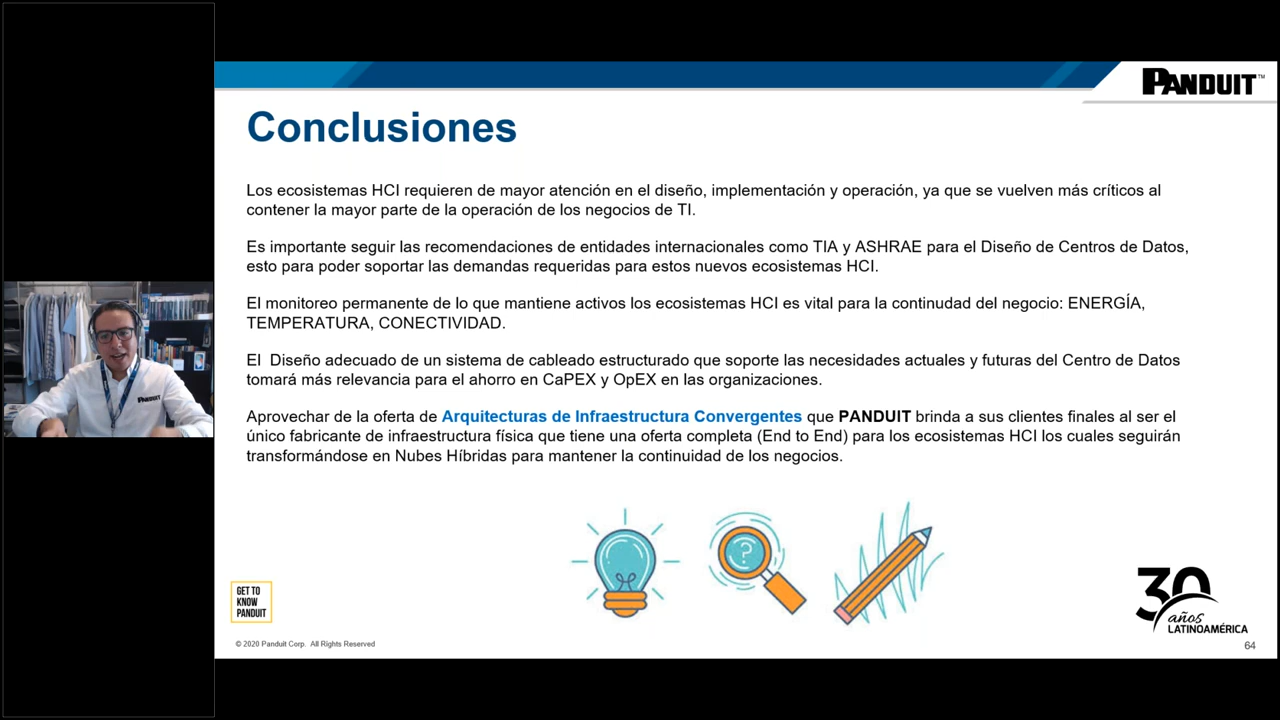 PANDUIT™
Conclusiones
Los ecosistemas HCI requieren de mayor atención en el diseño, implementación y operación, ya que se vuelven más críticos al
contener la mayor parte de la operación de los negocios de TI.
Es importante seguir las recomendaciones de entidades internacionales como TIA y ASHRAE para el Diseño de Centros de Datos,
esto para poder soportar las demandas requeridas para estos nuevos ecosistemas HCI.
El monitoreo permanente de lo que mantiene activos los ecosistemas HCI es vital para la continudad del negocio: ENERGÍA,
TEMPERATURA, CONECTIVIDAD.
El  Diseño adecuado de un sistema de cableado estructurado que soporte las necesidades actuales y futuras del Centro de Datos
tomará más relevancia para el ahorro en CaPEX y OpEX en las organizaciones.
Aprovechar de la oferta de Arquitecturas de Infraestructura Convergentes que PANDUIT brinda a sus clientes finales al ser el
único fabricante de infraestructura física que tiene una oferta completa (End to End) para los ecosistemas HCI los cuales seguirán
transformándose en Nubes Híbridas para mantener la continuidad de los negocios.
PANDUIT
?
GET TO
KNOW
PANDUIT
30
años
LATINOAMÉRICA
© 2020 Panduit Corp.  All Rights Reserved
64